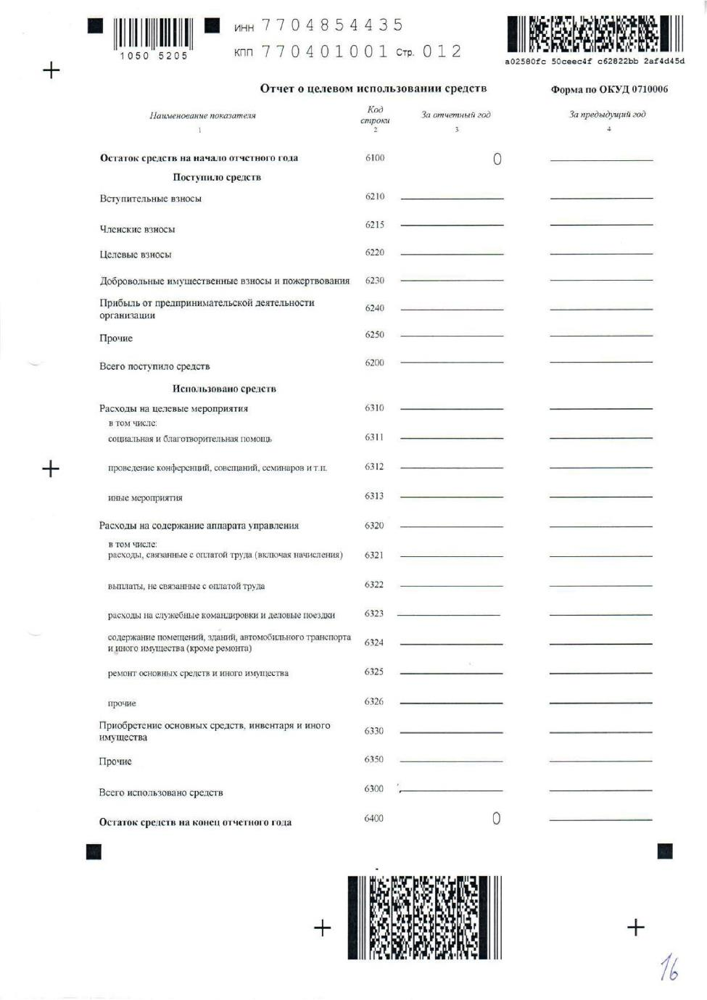 ИНН 7704854435
1050 5205
КПП 770401001 Стр. 012
a02580fc 50ceec4f c62822bb 2af4d45d
Отчет о целевом использовании средств
Форма по ОКУД 0710006
Наименование показателя Код строки За отчетный год За предыдущий год
1 2 3 4
Остаток средств на начало отчетного года 6100 0
Поступило средств
Вступительные взносы 6210
Членские взносы 6215
Целевые взносы 6220
Добровольные имущественные взносы и пожертвования 6230
Прибыль от предпринимательской деятельности
организации 6240
Прочие 6250
Всего поступило средств 6200
Использовано средств
Расходы на целевые мероприятия 6310
в том числе:
социальная и благотворительная помощь 6311
проведение конференций, совещаний, семинаров и т.п. 6312
иные мероприятия 6313
Расходы на содержание аппарата управления 6320
в том числе:
расходы, связанные с оплатой труда (включая начисления) 6321
выплаты, не связанные с оплатой труда 6322
расходы на служебные командировки и деловые поездки 6323
содержание помещений, зданий, автомобильного транспорта
и иного имущества (кроме ремонта) 6324
ремонт основных средств и иного имущества 6325
прочие 6326
Приобретение основных средств, инвентаря и иного
имущества 6330
Прочие 6350
Всего использовано средств 6300
Остаток средств на конец отчетного года 6400 0
16